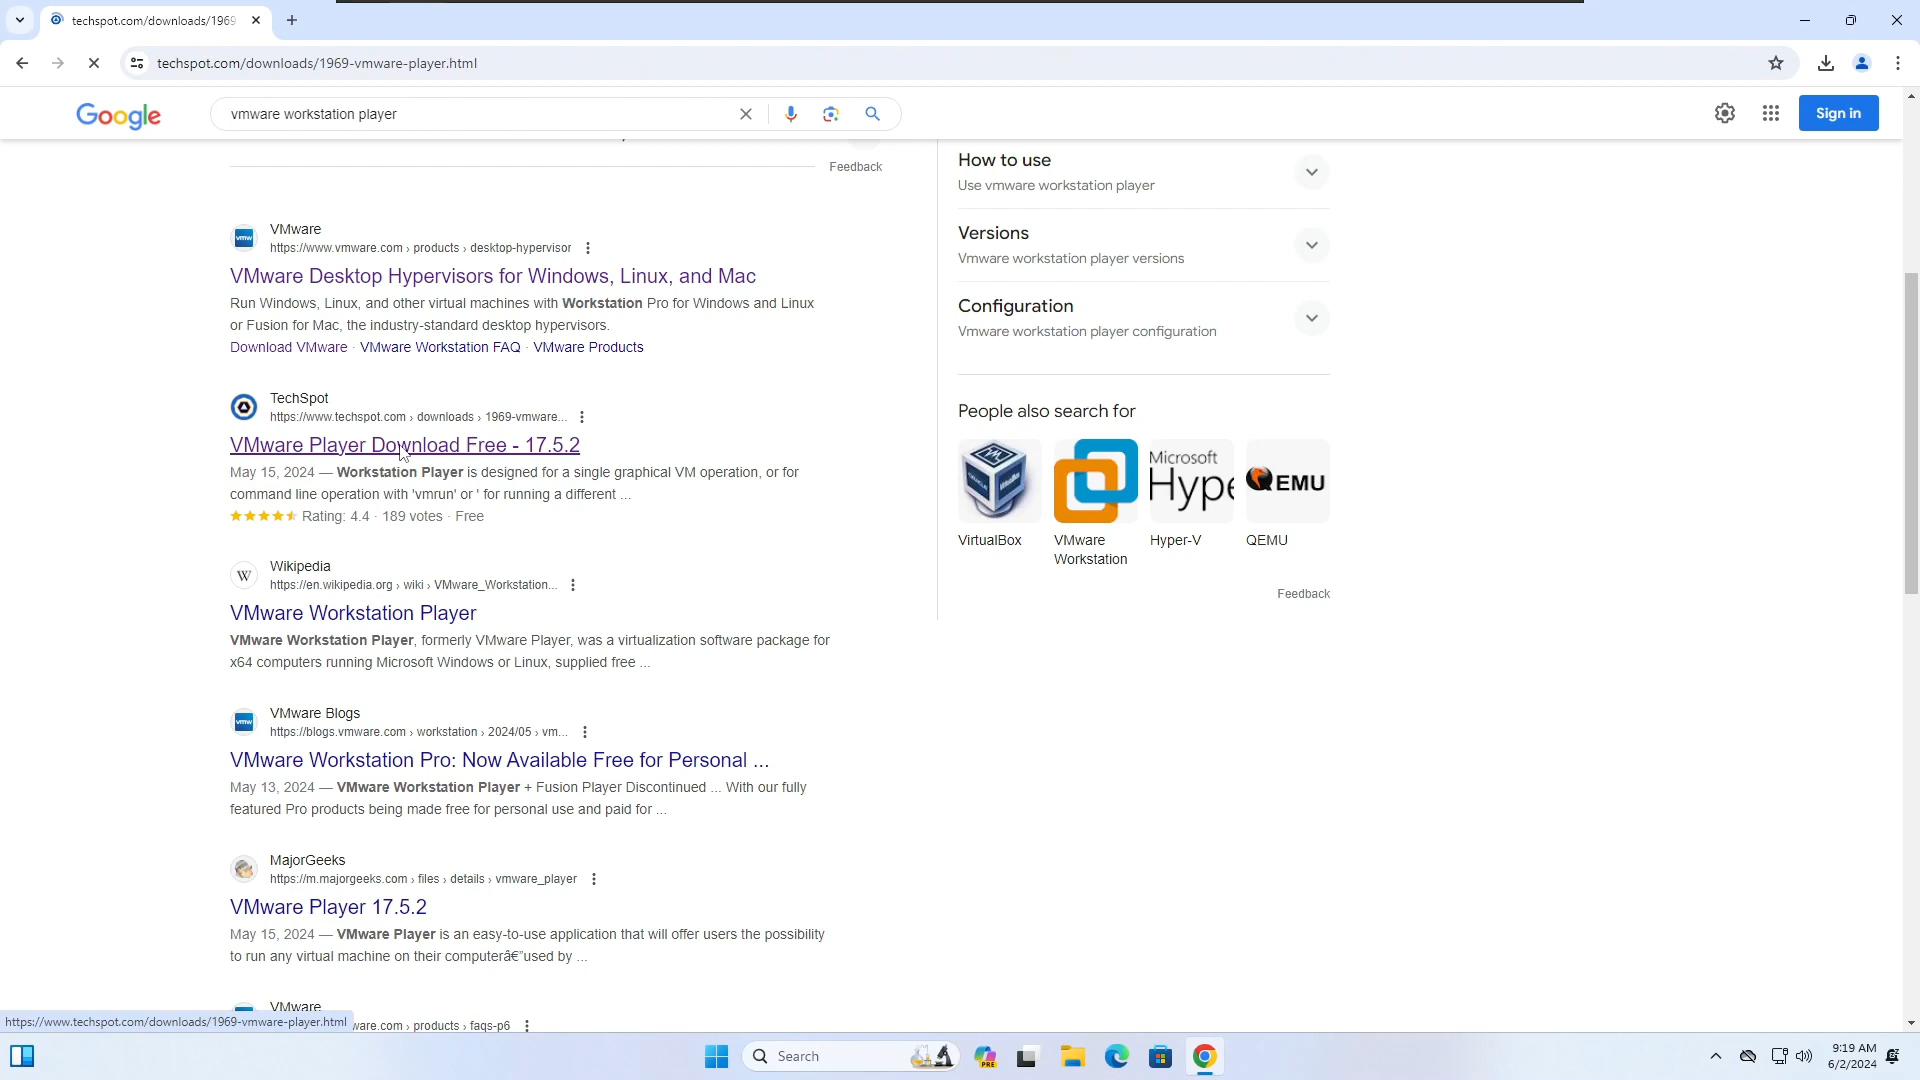 techspot.com/downloads/1969
techspot.com/downloads/1969-vmware-player.html
Google
vmware workstation player
Sign in
Feedback
VMware
https://www.vmware.com › products › desktop-hypervisor
VMware Desktop Hypervisors for Windows, Linux, and Mac
Run Windows, Linux, and other virtual machines with Workstation Pro for Windows and Linux
or Fusion for Mac, the industry-standard desktop hypervisors.
Download VMware · VMware Workstation FAQ · VMware Products
TechSpot
https://www.techspot.com › downloads › 1969-vmware...
VMware Player Download Free - 17.5.2
May 15, 2024 — Workstation Player is designed for a single graphical VM operation, or for
command line operation with 'vmrun' or ' for running a different ...
Rating: 4.4 · 189 votes · Free
Wikipedia
https://en.wikipedia.org › wiki › VMware_Workstation...
VMware Workstation Player
VMware Workstation Player, formerly VMware Player, was a virtualization software package for
x64 computers running Microsoft Windows or Linux, supplied free ...
VMware Blogs
https://blogs.vmware.com › workstation › 2024/05 › vm...
VMware Workstation Pro: Now Available Free for Personal ...
May 13, 2024 — VMware Workstation Player + Fusion Player Discontinued ... With our fully
featured Pro products being made free for personal use and paid for ...
MajorGeeks
https://m.majorgeeks.com › files › details › vmware_player
VMware Player 17.5.2
May 15, 2024 — VMware Player is an easy-to-use application that will offer users the possibility
to run any virtual machine on their computerâ€"used by ...
VMware
ware.com › products › faqs-p6
https://www.techspot.com/downloads/1969-vmware-player.html
How to use
Use vmware workstation player
Versions
Vmware workstation player versions
Configuration
Vmware workstation player configuration
People also search for
Microsoft
Hype
QEMU
VirtualBox
VMware
Workstation
Hyper-V
QEMU
Feedback
Search
PRE
9:19 AM
6/2/2024